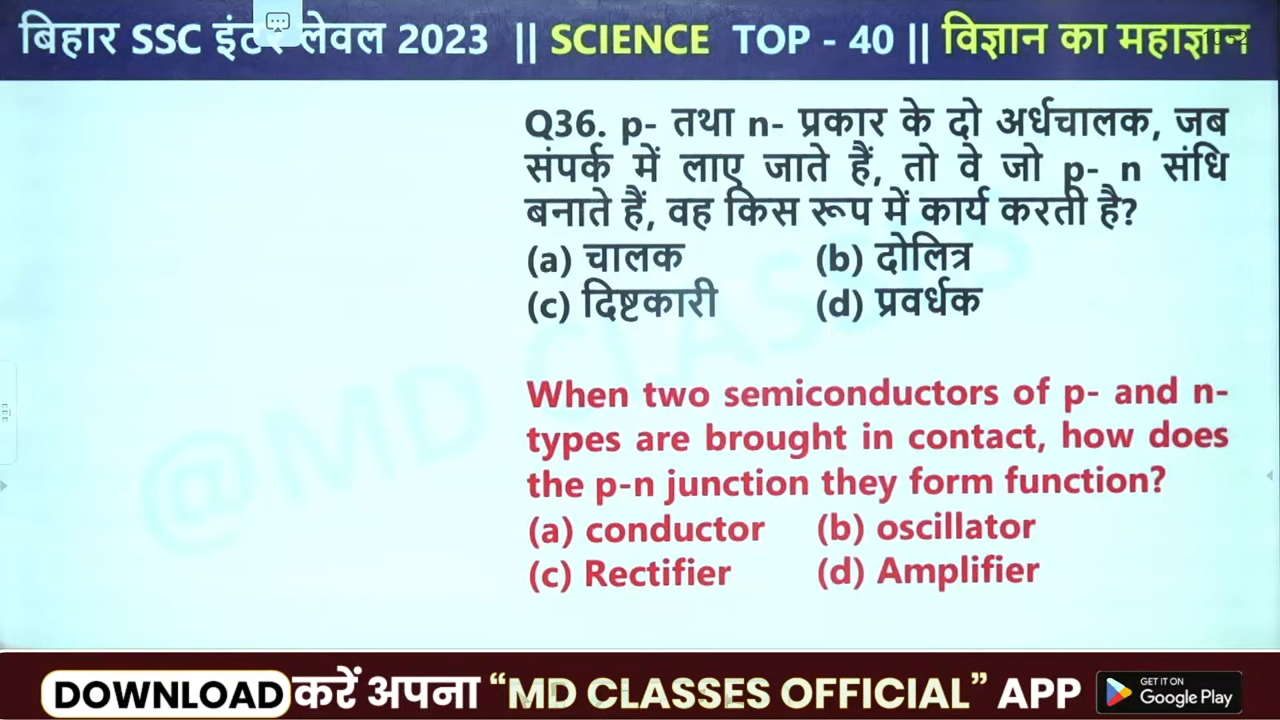 बिहार SSC इंटर लेवल 2023 || SCIENCE TOP - 40 || विज्ञान का महाज्ञान
Q36. p- तथा n- प्रकार के दो अर्धचालक, जब
संपर्क में लाए जाते हैं, तो वे जो p- n संधि
बनाते हैं, वह किस रूप में कार्य करती है?
(a) चालक (b) दोलित्र
(c) दिष्टकारी (d) प्रवर्धक
When two semiconductors of p- and n-
types are brought in contact, how does
the p-n junction they form function?
(a) conductor (b) oscillator
(c) Rectifier (d) Amplifier
@MD CLASSES
DOWNLOAD करें अपना “MD CLASSES OFFICIAL” APP
GET IT ON
Google Play